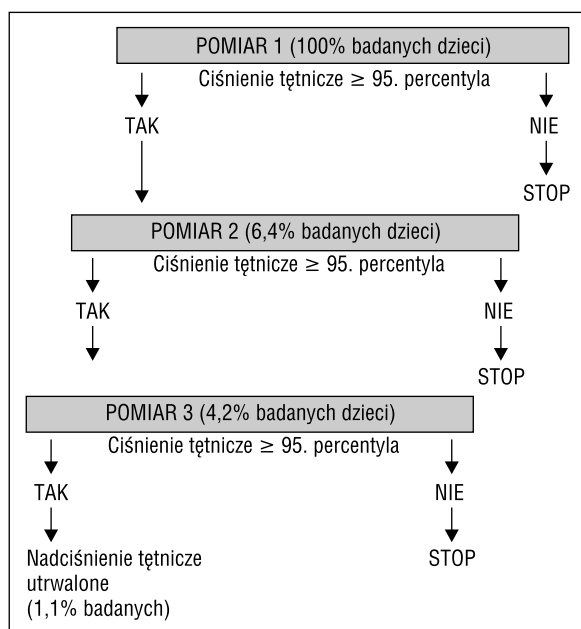 POMIAR 1 (100% badanych dzieci)
Ciśnienie tętnicze ≥ 95. percentyla
TAK
NIE
STOP
POMIAR 2 (6,4% badanych dzieci)
Ciśnienie tętnicze ≥ 95. percentyla
TAK
NIE
STOP
POMIAR 3 (4,2% badanych dzieci)
Ciśnienie tętnicze ≥ 95. percentyla
TAK
NIE
Nadciśnienie tętnicze
utrwalone
(1,1% badanych)
STOP